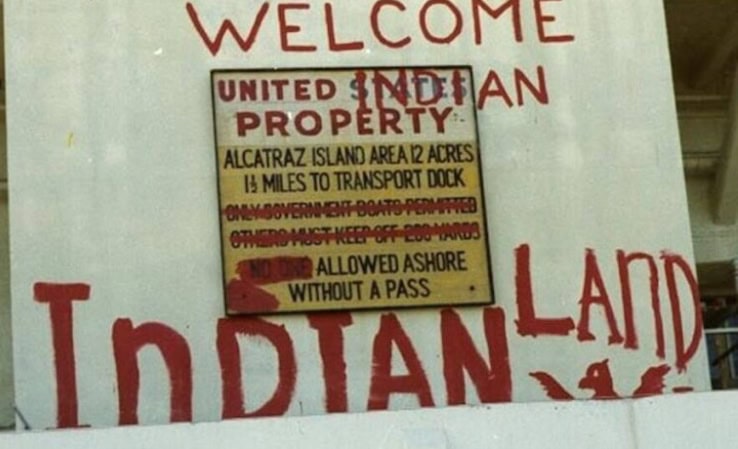 WELCOME
UNITED INDIAN
PROPERTY
ALCATRAZ ISLAND AREA 12 ACRES
1½ MILES TO TRANSPORT DOCK
ONLY GOVERNMENT BOATS PERMITTED
OTHERS MUST KEEP OFF 200 YARDS
NO ONE ALLOWED ASHORE
WITHOUT A PASS
INDIAN LAND